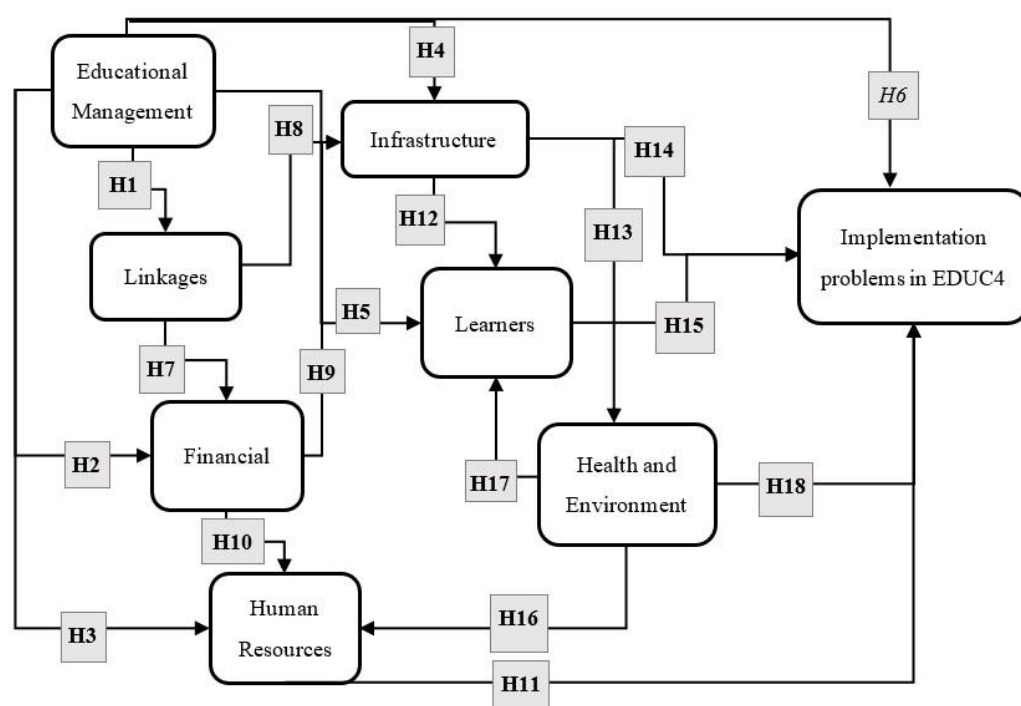 H4
Educational
Management
H6
H8
Infrastructure
H14
H1
H12
H13
Implementation
problems in EDUC4
Linkages
H5
Learners
H15
H7
H9
Financial
H2
Health and
Environment
H17
H18
H10
Human
Resources
H3
H16
H11